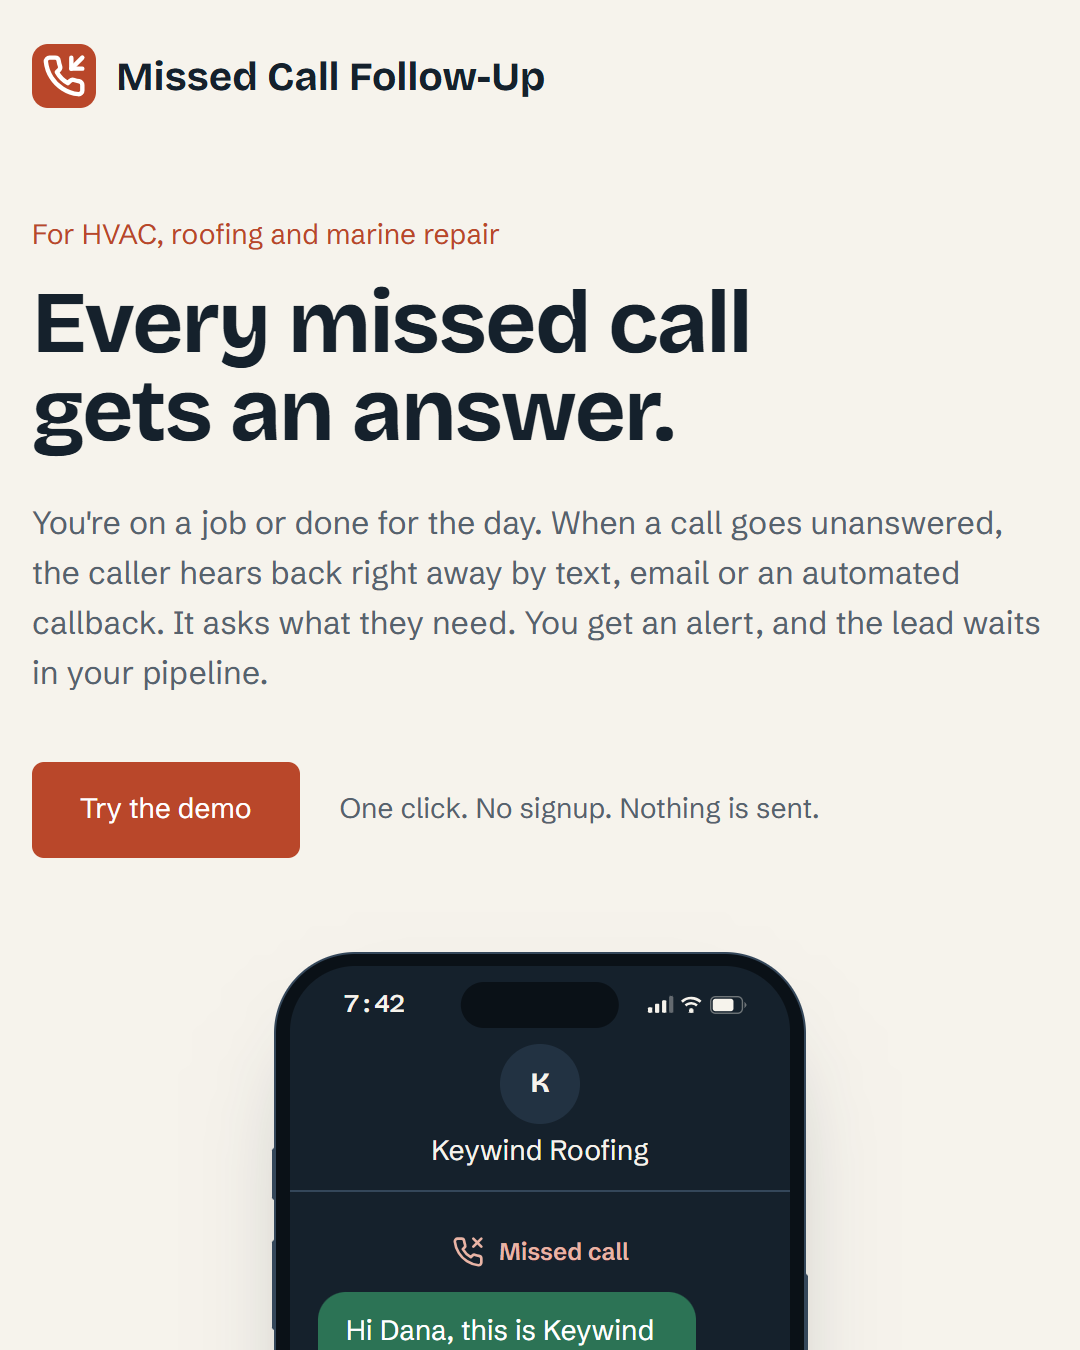 Missed Call Follow-Up
For HVAC, roofing and marine repair
Every missed call
gets an answer.
You're on a job or done for the day. When a call goes unanswered,
the caller hears back right away by text, email or an automated
callback. It asks what they need. You get an alert, and the lead waits
in your pipeline.
Try the demo
One click. No signup. Nothing is sent.
7:42
K
Keywind Roofing
Missed call
Hi Dana, this is Keywind